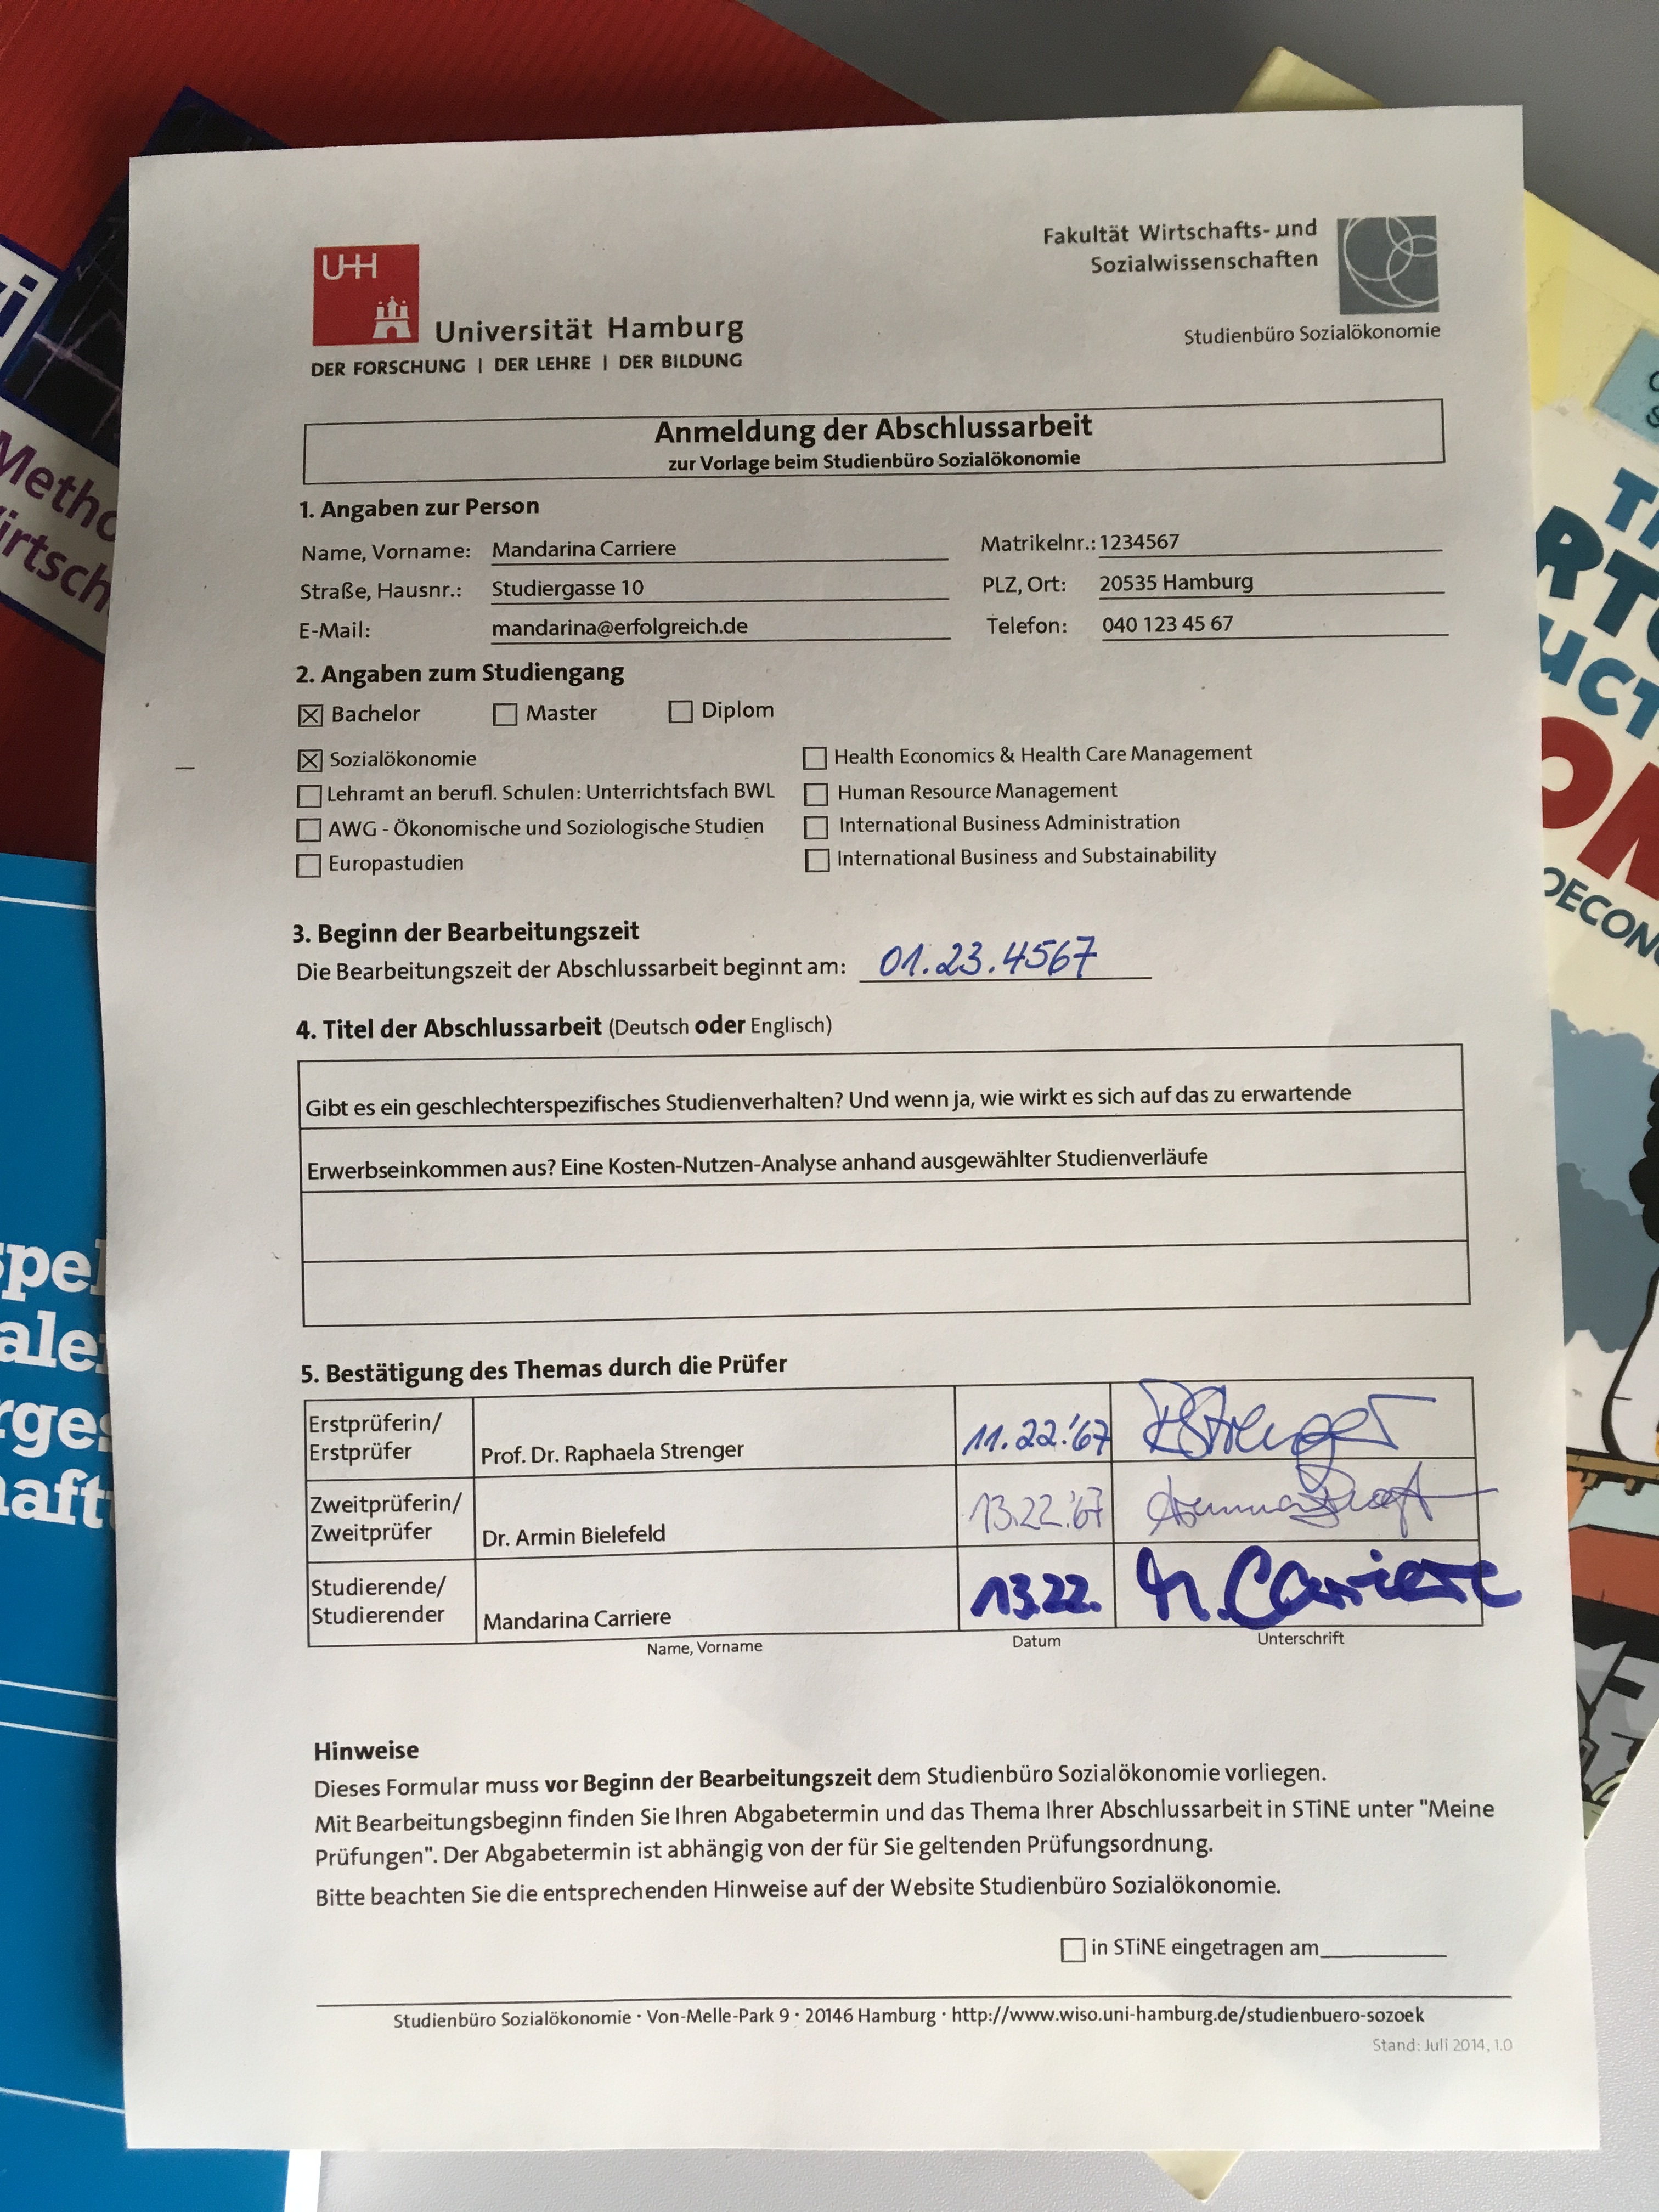 U-H
Universität Hamburg
DER FORSCHUNG | DER LEHRE | DER BILDUNG
Fakultät Wirtschafts- und
Sozialwissenschaften
Studienbüro Sozialökonomie
Anmeldung der Abschlussarbeit
zur Vorlage beim Studienbüro Sozialökonomie
1. Angaben zur Person
Name, Vorname: Mandarina Carriere Matrikelnr.: 1234567
Straße, Hausnr.: Studiergasse 10 PLZ, Ort: 20535 Hamburg
E-Mail: mandarina@erfolgreich.de Telefon: 040 123 45 67
2. Angaben zum Studiengang
Bachelor Master Diplom
Sozialökonomie Health Economics & Health Care Management
Lehramt an berufl. Schulen: Unterrichtsfach BWL Human Resource Management
AWG - Ökonomische und Soziologische Studien International Business Administration
Europastudien International Business and Substainability
3. Beginn der Bearbeitungszeit
Die Bearbeitungszeit der Abschlussarbeit beginnt am: 01.23.4567
4. Titel der Abschlussarbeit (Deutsch oder Englisch)
Gibt es ein geschlechterspezifisches Studienverhalten? Und wenn ja, wie wirkt es sich auf das zu erwartende
Erwerbseinkommen aus? Eine Kosten-Nutzen-Analyse anhand ausgewählter Studienverläufe
5. Bestätigung des Themas durch die Prüfer
Erstprüferin/
Erstprüfer Prof. Dr. Raphaela Strenger 11.22.'67 RStrenger
Zweitprüferin/
Zweitprüfer Dr. Armin Bielefeld 13.22.'67
Studierende/
Studierender Mandarina Carriere 13.22. M. Carriere
Name, Vorname Datum Unterschrift
Hinweise
Dieses Formular muss vor Beginn der Bearbeitungszeit dem Studienbüro Sozialökonomie vorliegen.
Mit Bearbeitungsbeginn finden Sie Ihren Abgabetermin und das Thema Ihrer Abschlussarbeit in STiNE unter "Meine
Prüfungen". Der Abgabetermin ist abhängig von der für Sie geltenden Prüfungsordnung.
Bitte beachten Sie die entsprechenden Hinweise auf der Website Studienbüro Sozialökonomie.
in STiNE eingetragen am
Studienbüro Sozialökonomie · Von-Melle-Park 9 · 20146 Hamburg · http://www.wiso.uni-hamburg.de/studienbuero-sozoek
Stand: Juli 2014, 1.0